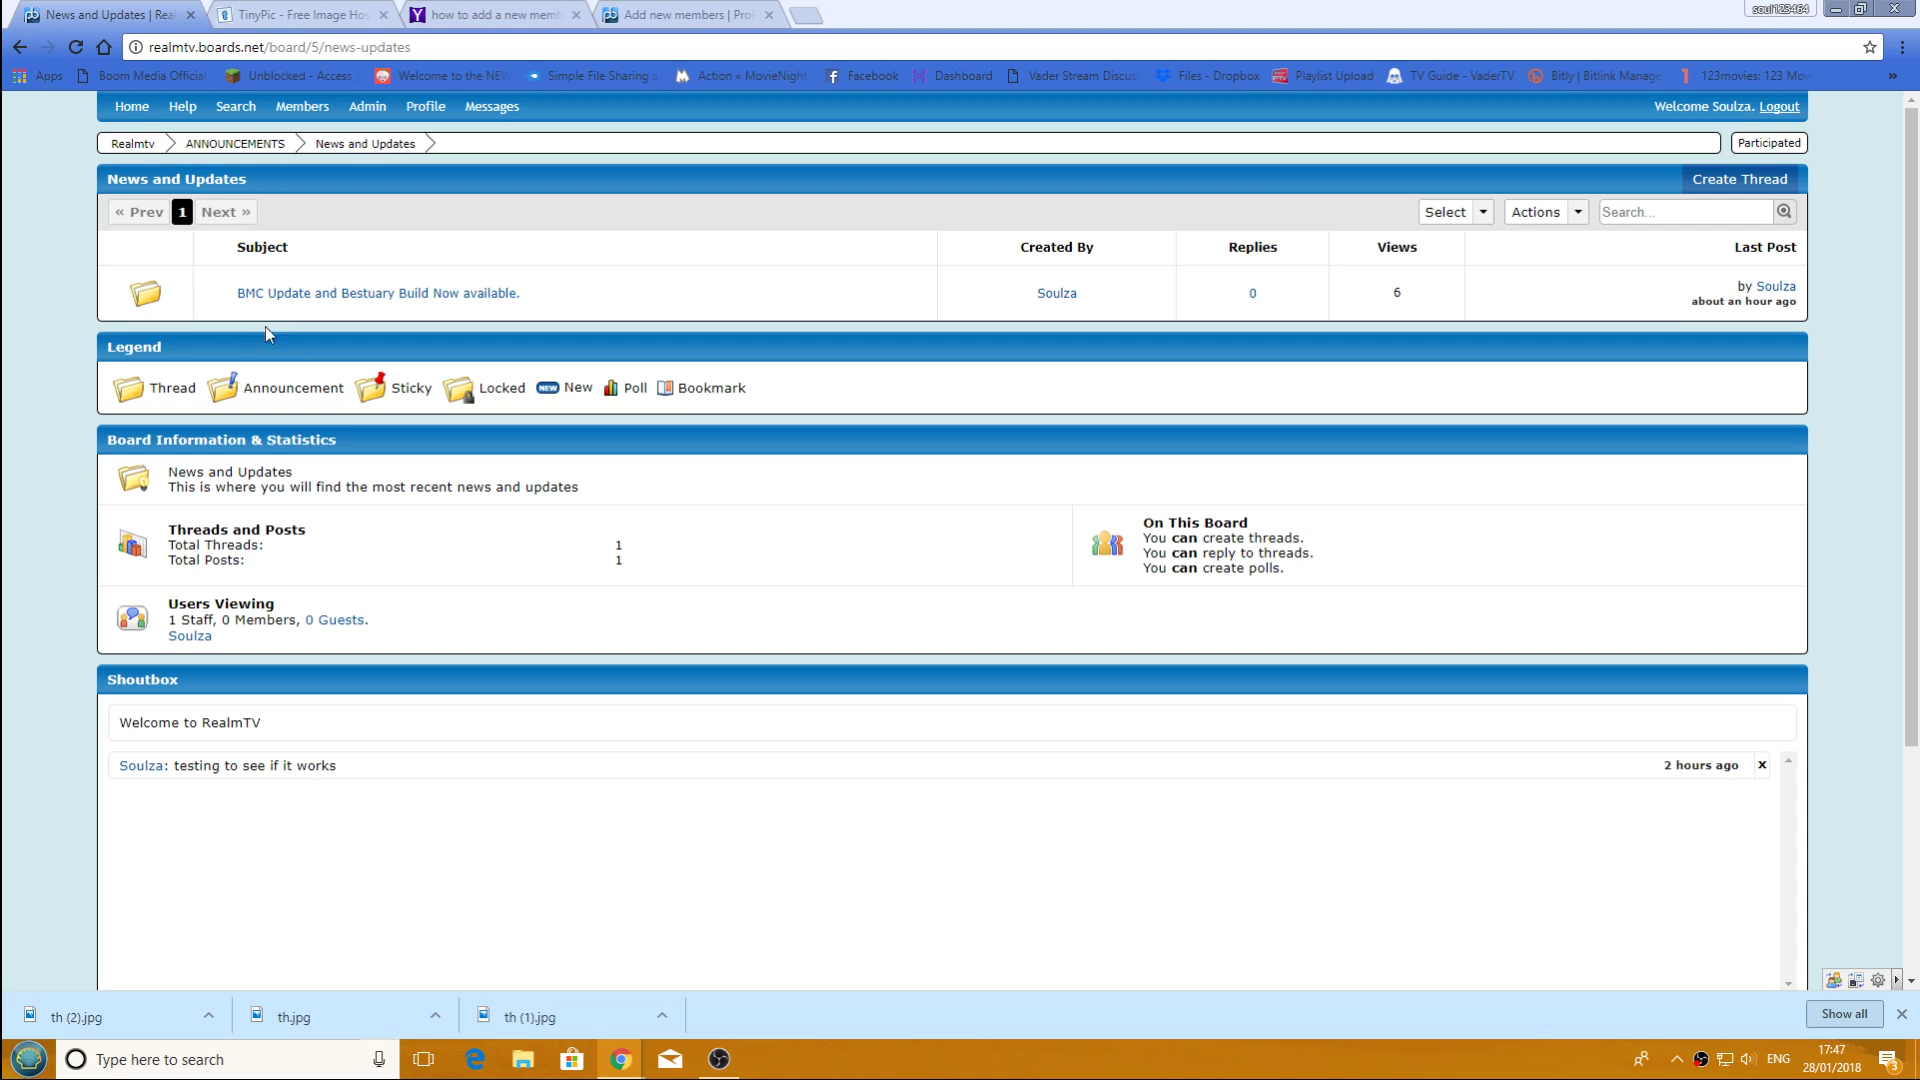 News and Updates | Real
TinyPic - Free Image Hos
how to add a new memb
Add new members | Pro
soul123464
realmtv.boards.net/board/5/news-updates
Apps
Boom Media Official
Unblocked - Access
Welcome to the NEW
Simple File Sharing a
Action « MovieNight
Facebook
Dashboard
Vader Stream Discus
Files - Dropbox
Playlist Upload
TV Guide - VaderTV
Bitly | Bitlink Manage
123movies: 123 Mov
»
Home Help Search Members Admin Profile Messages
Welcome Soulza. Logout
Realmtv ANNOUNCEMENTS News and Updates
Participated
News and Updates
Create Thread
« Prev 1 Next »
Select Actions Search...
Subject Created By Replies Views Last Post
BMC Update and Bestuary Build Now available. Soulza 0 6
by Soulza
about an hour ago
Legend
Thread Announcement Sticky Locked NEW New Poll Bookmark
Board Information & Statistics
News and Updates
This is where you will find the most recent news and updates
Threads and Posts
Total Threads: 1
Total Posts: 1
On This Board
You can create threads.
You can reply to threads.
You can create polls.
Users Viewing
1 Staff, 0 Members, 0 Guests.
Soulza
Shoutbox
Welcome to RealmTV
Soulza: testing to see if it works
2 hours ago x
th (2).jpg
th.jpg
th (1).jpg
Show all
Type here to search
ENG
17:47
28/01/2018
3